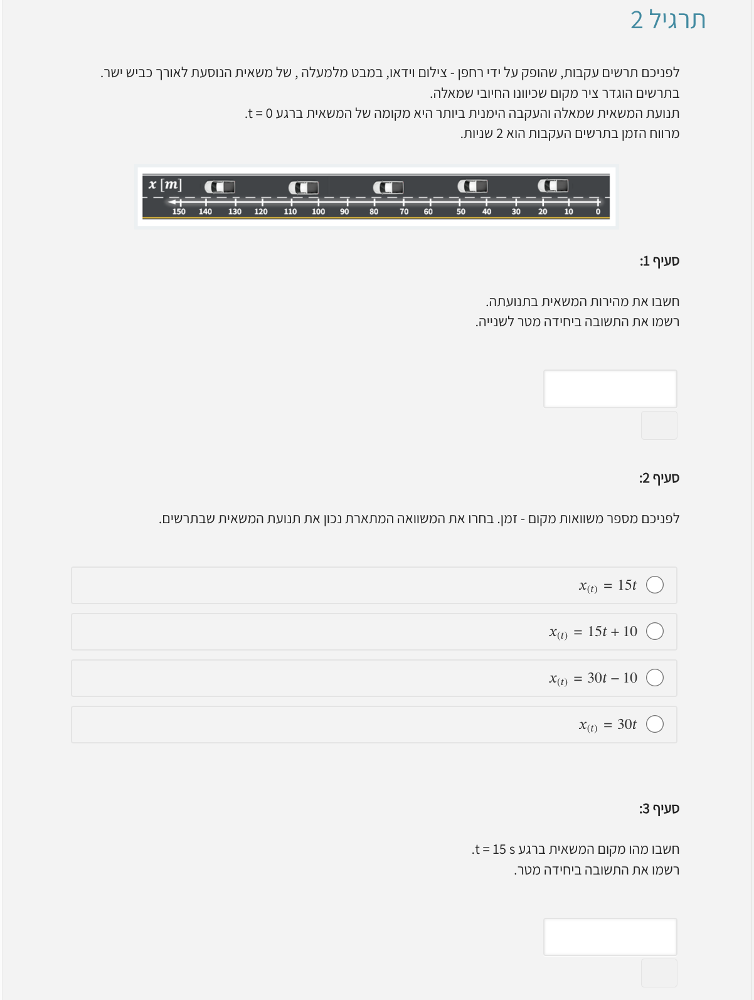 תרגיל 2
לפניכם תרשים עקבות, שהופק על ידי רחפן - צילום וידאו, במבט מלמעלה , של משאית הנוסעת לאורך כביש ישר.
בתרשים הוגדר ציר מקום שכיוונו החיובי שמאלה.
תנועת המשאית שמאלה והעקבה הימנית ביותר היא מקומה של המשאית ברגע t = 0.
מרווח הזמן בתרשים העקבות הוא 2 שניות.
x [m]
150 140 130 120 110 100 90 80 70 60 50 40 30 20 10 0
סעיף 1:
חשבו את מהירות המשאית בתנועתה.
רשמו את התשובה ביחידה מטר לשנייה.
סעיף 2:
לפניכם מספר משוואות מקום - זמן. בחרו את המשוואה המתארת נכון את תנועת המשאית שבתרשים.
x(t) = 15t
x(t) = 15t + 10
x(t) = 30t – 10
x(t) = 30t
סעיף 3:
חשבו מהו מקום המשאית ברגע t = 15 s.
רשמו את התשובה ביחידה מטר.